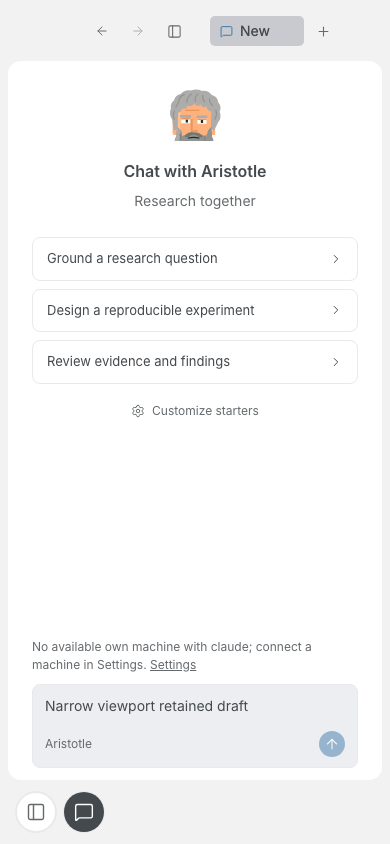 New
Chat with Aristotle
Research together
Ground a research question
Design a reproducible experiment
Review evidence and findings
Customize starters
No available own machine with claude; connect a
machine in Settings. Settings
Narrow viewport retained draft
Aristotle